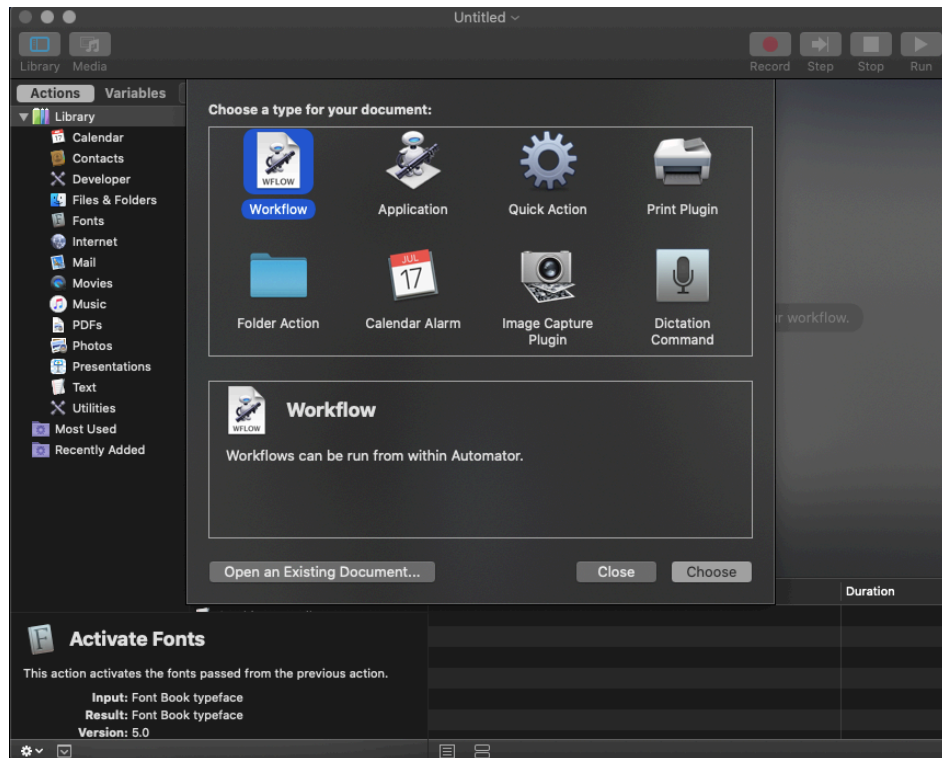 Untitled
Library Media
Record Step Stop Run
Actions Variables
Library
Calendar
Contacts
Developer
Files & Folders
Fonts
Internet
Mail
Movies
Music
PDFs
Photos
Presentations
Text
Utilities
Most Used
Recently Added
Choose a type for your document:
WFLOW
Workflow Application Quick Action Print Plugin
JUL
17
Folder Action Calendar Alarm Image Capture Dictation
Plugin Command
workflow.
WFLOW
Workflow
Workflows can be run from within Automator.
Open an Existing Document... Close Choose
Duration
Activate Fonts
This action activates the fonts passed from the previous action.
Input: Font Book typeface
Result: Font Book typeface
Version: 5.0